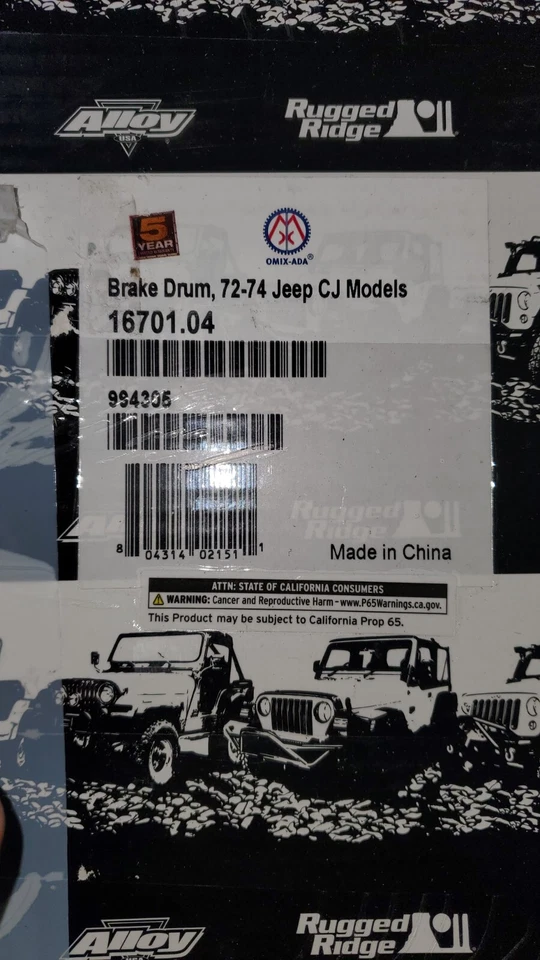 Alloy
USA
Rugged
Ridge
5
YEAR
OMIX-ADA®
Brake Drum, 72-74 Jeep CJ Models
16701.04
994305
Rugged
Ridge
8 04314 02151 1
Made in China
ATTN: STATE OF CALIFORNIA CONSUMERS
WARNING: Cancer and Reproductive Harm - www.P65Warnings.ca.gov.
This Product may be subject to California Prop 65.
Alloy
USA
Rugged
Ridge